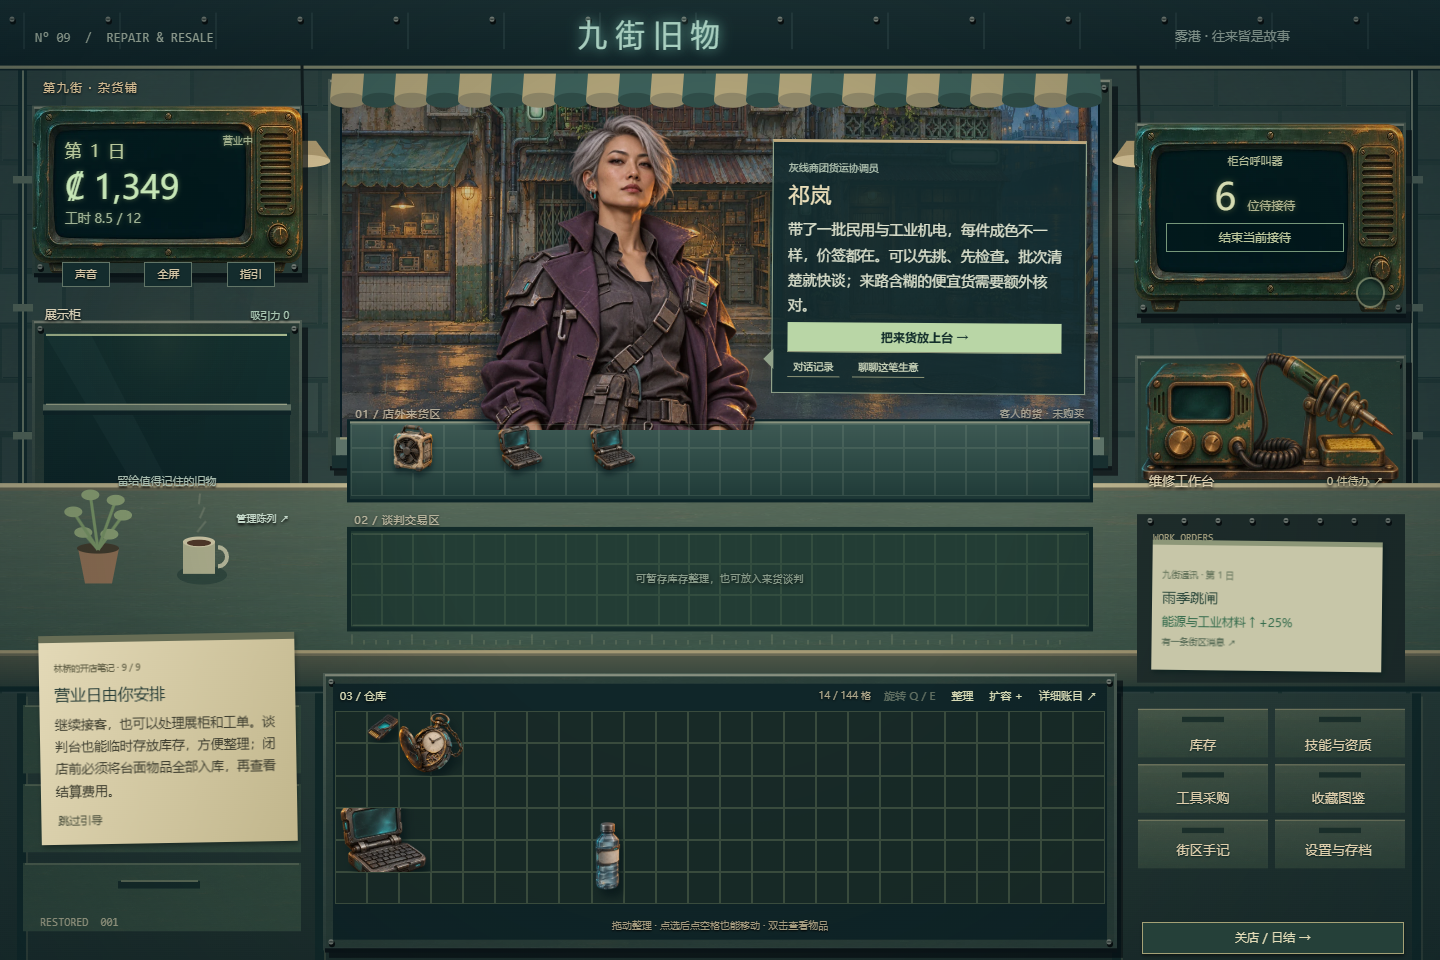 Nº 09 / REPAIR & RESALE
九街旧物
雾港 · 往来皆是故事
第九街 · 杂货铺
营业中
第 1 日
₡ 1,349
工时 8.5 / 12
声音
全屏
指引
展示柜
吸引力 0
留给值得记住的旧物
管理陈列 ↗
灰线商团货运协调员
祁岚
带了一批民用与工业机电，每件成色不一
样，价签都在。可以先挑、先检查。批次清
楚就快谈；来路含糊的便宜货需要额外核
对。
把来货放上台 →
对话记录
聊聊这笔生意
01 / 店外来货区
客人的货 · 未购买
02 / 谈判交易区
可暂存库存整理，也可放入来货谈判
柜台呼叫器
6 位待接待
结束当前接待
维修工作台
0 件待办 ↗
WORK ORDERS
九街通讯 · 第 1 日
雨季跳闸
能源与工业材料 ↑ +25%
有一条街区消息 ↗
林桥的开店笔记 · 9 / 9
营业日由你安排
继续接客，也可以处理展柜和工单。谈
判台也能临时存放库存，方便整理；闭
店前必须将台面物品全部入库，再查看
结算费用。
跳过引导
RESTORED 001
03 / 仓库
14 / 144 格
旋转 Q / E
整理
扩容 +
详细账目 ↗
拖动整理 · 点选后点空格也能移动 · 双击查看物品
库存
技能与资质
工具采购
收藏图鉴
街区手记
设置与存档
关店 / 日结 →